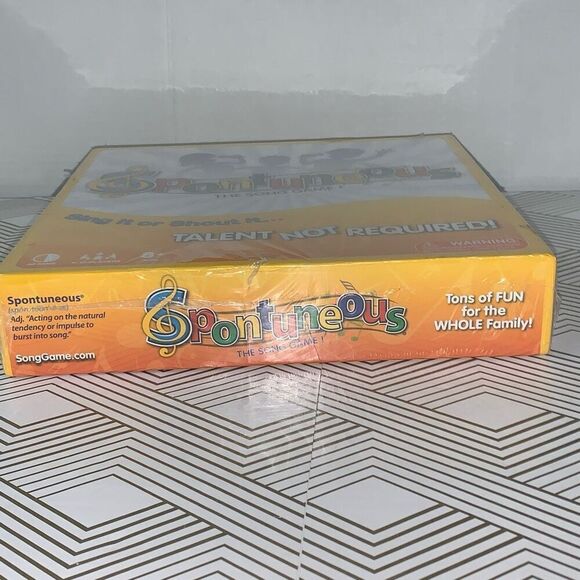 Spontuneous
THE SONG GAME!
Sing it or Shout it...
TALENT NOT REQUIRED!
WARNING
8+
Spontuneous®
Adj. "Acting on the natural
tendency or impulse to
burst into song."
SongGame.com
Spontuneous
THE SONG GAME!
Tons of FUN
for the
WHOLE Family!